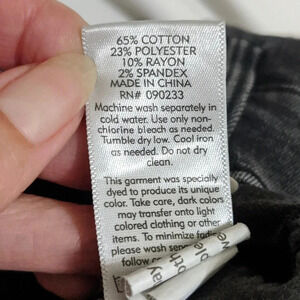 65% COTTON
23% POLYESTER
10% RAYON
2% SPANDEX
MADE IN CHINA
RN# 090233
Machine wash separately in
cold water. Use only non-
chlorine bleach as needed.
Tumble dry low. Cool iron
as needed. Do not dry
clean.
This garment was specially
dyed to produce its unique
color. Take care, dark colors
may transfer onto light
colored clothing or other
items. To minimize
please wash
follow